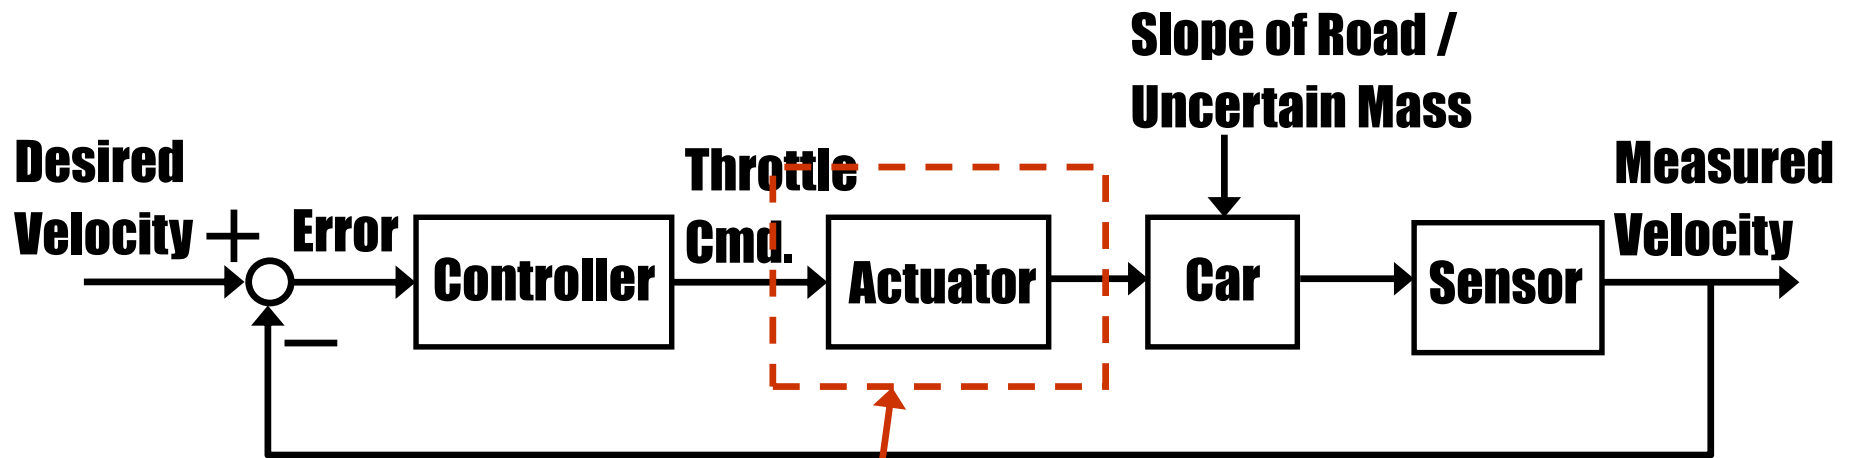 Slope of Road /
Uncertain Mass
Desired
Velocity +
Error
Throttle
Cmd.
Measured
Velocity
Controller
Actuator
Car
Sensor
−